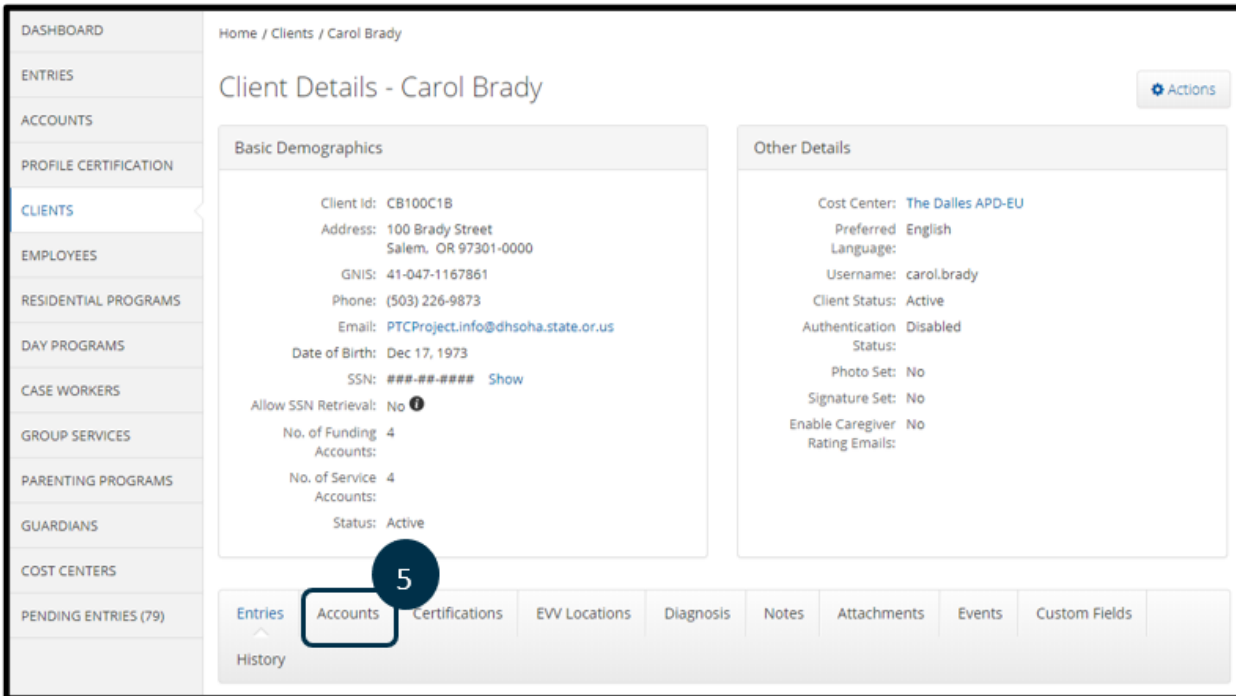 DASHBOARD
ENTRIES
ACCOUNTS
PROFILE CERTIFICATION
CLIENTS
EMPLOYEES
RESIDENTIAL PROGRAMS
DAY PROGRAMS
CASE WORKERS
GROUP SERVICES
PARENTING PROGRAMS
GUARDIANS
COST CENTERS
PENDING ENTRIES (79)
Home / Clients / Carol Brady
Client Details - Carol Brady
Actions
Basic Demographics
Client Id: CB100C1B
Address: 100 Brady Street
Salem, OR 97301-0000
GNIS: 41-047-1167861
Phone: (503) 226-9873
Email: PTCProject.info@dhsoha.state.or.us
Date of Birth: Dec 17, 1973
SSN: ###-##-#### Show
Allow SSN Retrieval: No
No. of Funding 4
Accounts:
No. of Service 4
Accounts:
Status: Active
Other Details
Cost Center: The Dalles APD-EU
Preferred English
Language:
Username: carol.brady
Client Status: Active
Authentication Disabled
Status:
Photo Set: No
Signature Set: No
Enable Caregiver No
Rating Emails:
5
Entries Accounts Certifications EVV Locations Diagnosis Notes Attachments Events Custom Fields
History